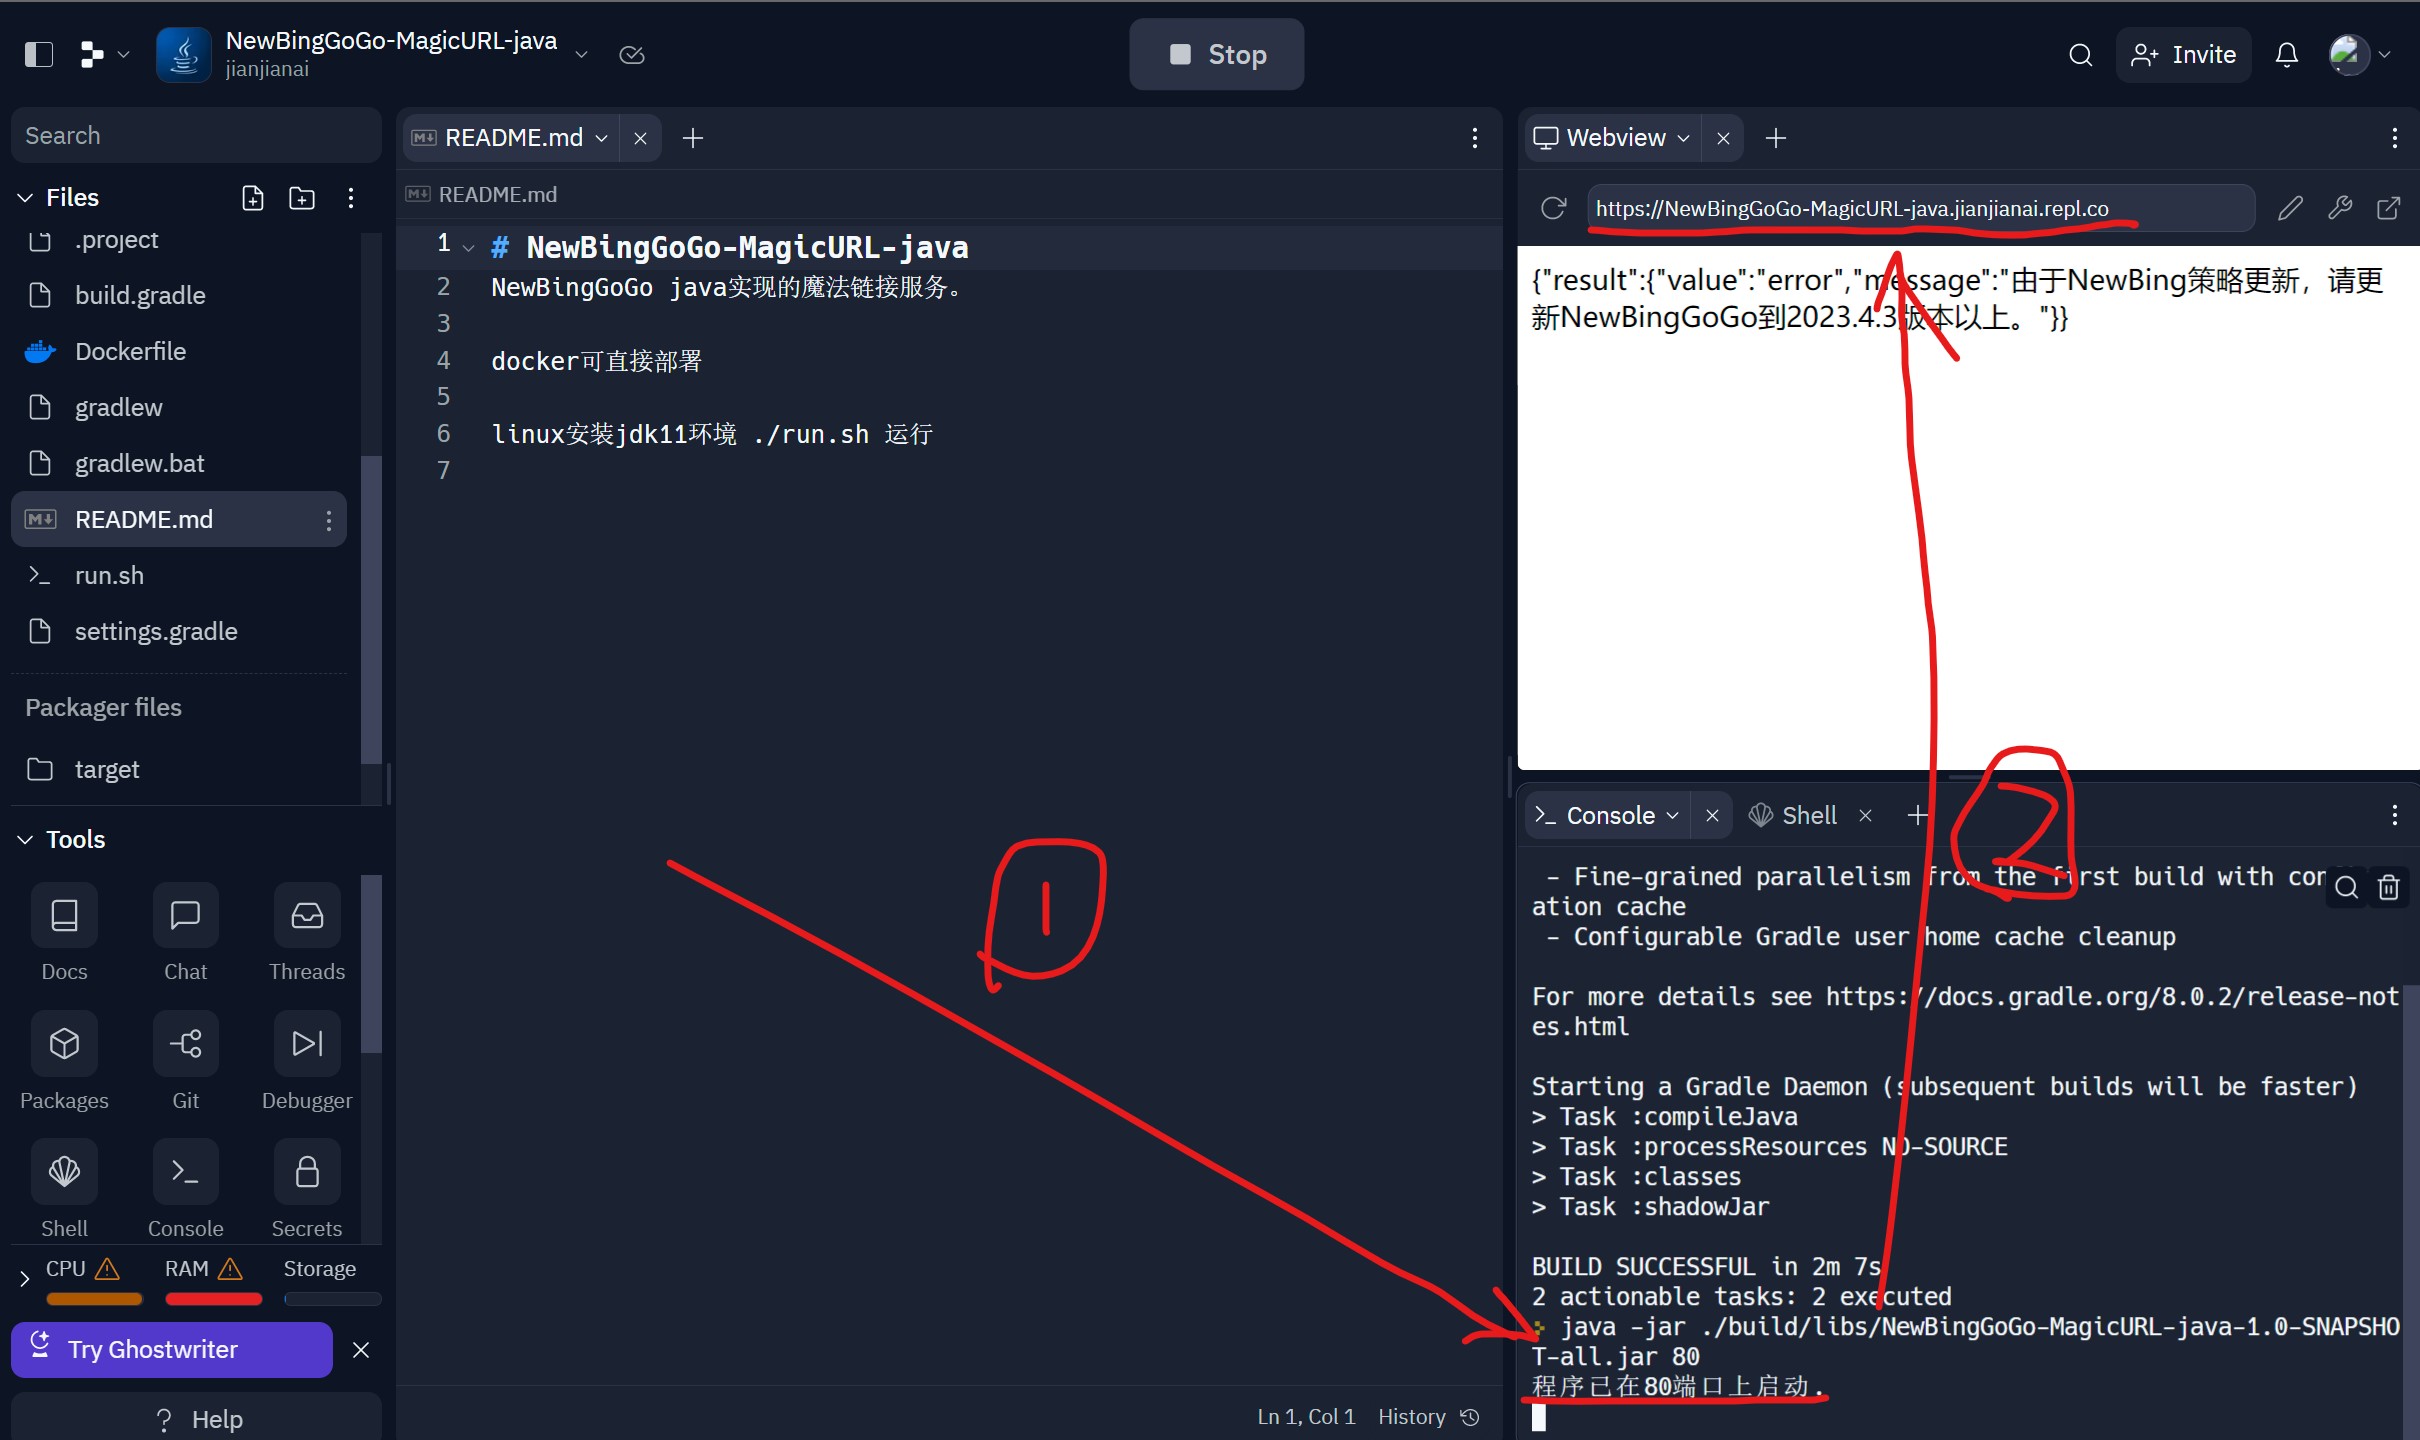 NewBingGoGo-MagicURL-java
jianjianai
Stop
Invite
Search
Files
.project
build.gradle
Dockerfile
gradlew
gradlew.bat
README.md
run.sh
settings.gradle
Packager files
target
Tools
Docs Chat Threads
Packages Git Debugger
Shell Console Secrets
CPU RAM Storage
Try Ghostwriter
? Help
README.md
README.md
1 # NewBingGoGo-MagicURL-java
2 NewBingGoGo java实现的魔法链接服务。
3
4 docker可直接部署
5
6 linux安装jdk11环境 ./run.sh 运行
7
1
Ln 1, Col 1 History
Webview
https://NewBingGoGo-MagicURL-java.jianjianai.repl.co
{"result":{"value":"error","message":"由于NewBing策略更新，请更
新NewBingGoGo到2023.4.3版本以上。"}}
2
Console Shell
- Fine-grained parallelism from the first build with con
ation cache
- Configurable Gradle user home cache cleanup
For more details see https://docs.gradle.org/8.0.2/release-not
es.html
Starting a Gradle Daemon (subsequent builds will be faster)
> Task :compileJava
> Task :processResources NO-SOURCE
> Task :classes
> Task :shadowJar
BUILD SUCCESSFUL in 2m 7s
2 actionable tasks: 2 executed
java -jar ./build/libs/NewBingGoGo-MagicURL-java-1.0-SNAPSHO
T-all.jar 80
程序已在80端口上启动.